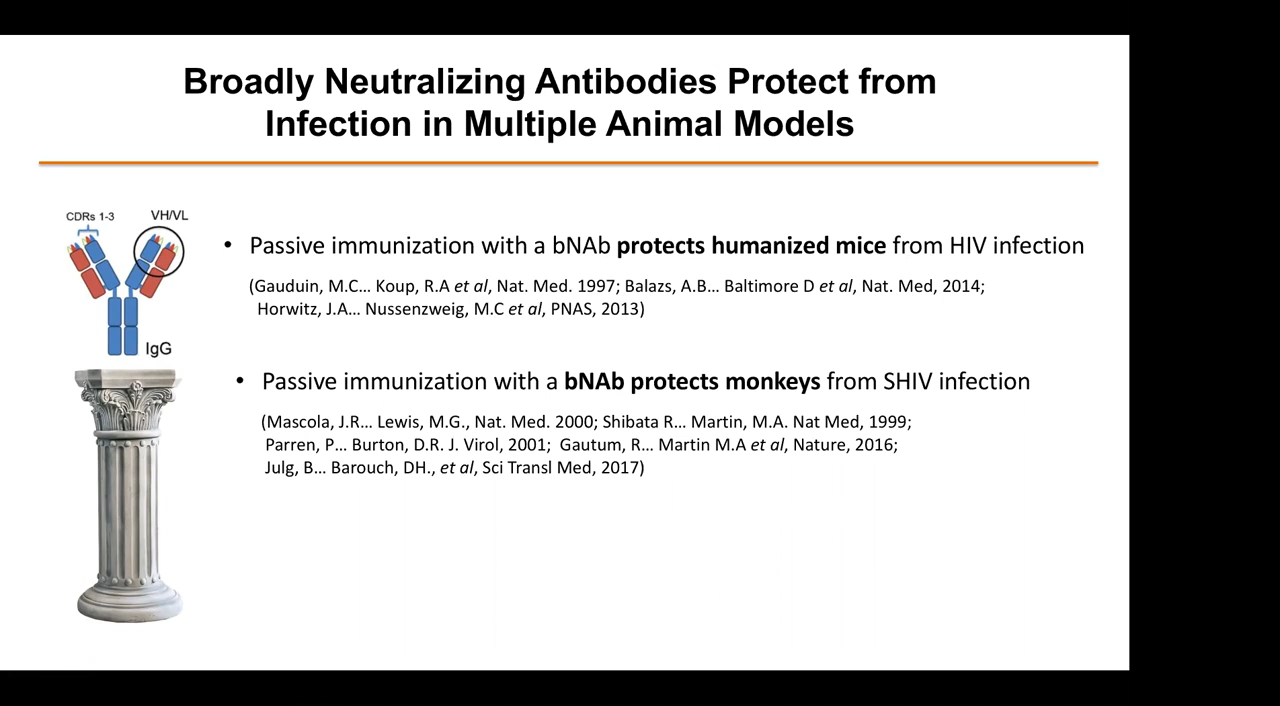 Broadly Neutralizing Antibodies Protect from
Infection in Multiple Animal Models
CDRs 1-3
VH/VL
IgG
• Passive immunization with a bNAb protects humanized mice from HIV infection
(Gauduin, M.C... Koup, R.A et al, Nat. Med. 1997; Balazs, A.B... Baltimore D et al, Nat. Med, 2014;
Horwitz, J.A... Nussenzweig, M.C et al, PNAS, 2013)
• Passive immunization with a bNAb protects monkeys from SHIV infection
(Mascola, J.R... Lewis, M.G., Nat. Med. 2000; Shibata R... Martin, M.A. Nat Med, 1999;
Parren, P... Burton, D.R. J. Virol, 2001; Gautum, R... Martin M.A et al, Nature, 2016;
Julg, B... Barouch, DH., et al, Sci Transl Med, 2017)